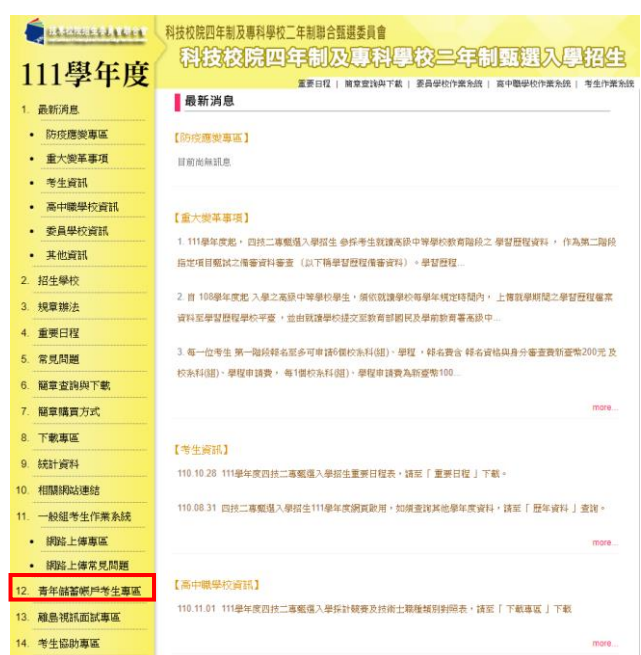 科技校院四年制及專科學校二年制聯合甄選委員會
科技校院四年制及專科學校二年制甄選入學招生
重要日程 | 簡章查詢與下載 | 委員學校作業系統 | 高中職學校作業系統 | 考生作業系統
111學年度
1. 最新消息
• 防疫應變專區
• 重大變革事項
• 考生資訊
• 高中職學校資訊
• 委員學校資訊
• 其他資訊
2. 招生學校
3. 規章辦法
4. 重要日程
5. 常見問題
6. 簡章查詢與下載
7. 簡章購買方式
8. 下載專區
9. 統計資料
10. 相關網站連結
11. 一般組考生作業系統
• 網路上傳專區
• 網路上傳常見問題
12. 青年儲蓄帳戶考生專區
13. 離島視訊面試專區
14. 考生協助專區
最新消息
【防疫應變專區】
目前尚無訊息
【重大變革事項】
1. 111學年度起， 四技二專甄選入學招生 參採考生就讀高級中等學校教育階段之 學習歷程資料 ， 作為第二階段
指定項目甄試之備審資料審查 （以下稱學習歷程備審資料）。學習歷程...
2. 自 108學年度起 入學之高級中等學校學生，須依就讀學校每學年規定時間內， 上傳就學期間之學習歷程檔案
資料至學習歷程學校平臺 ，並由就讀學校提交至教育部國民及學前教育署高級中...
3. 每一位考生 第一階段報名至多可申請6個校系科(組)、學程 ，報名費含 報名資格與身分審查費新臺幣200元 及
校系科(組)、學程申請費， 每1個校系科(組)、學程申請費為新臺幣100...
more...
【考生資訊】
110.10.28 111學年度四技二專甄選入學招生重要日程表，請至「 重要日程 」下載。
110.08.31 四技二專甄選入學招生111學年度網頁啟用，如須查詢其他學年度資料，請至「 歷年資料 」查詢。
more...
【高中職學校資訊】
110.11.01 111學年度四技二專甄選入學採計競賽及技術士職種類別對照表，請至「 下載專區 」下載
more...